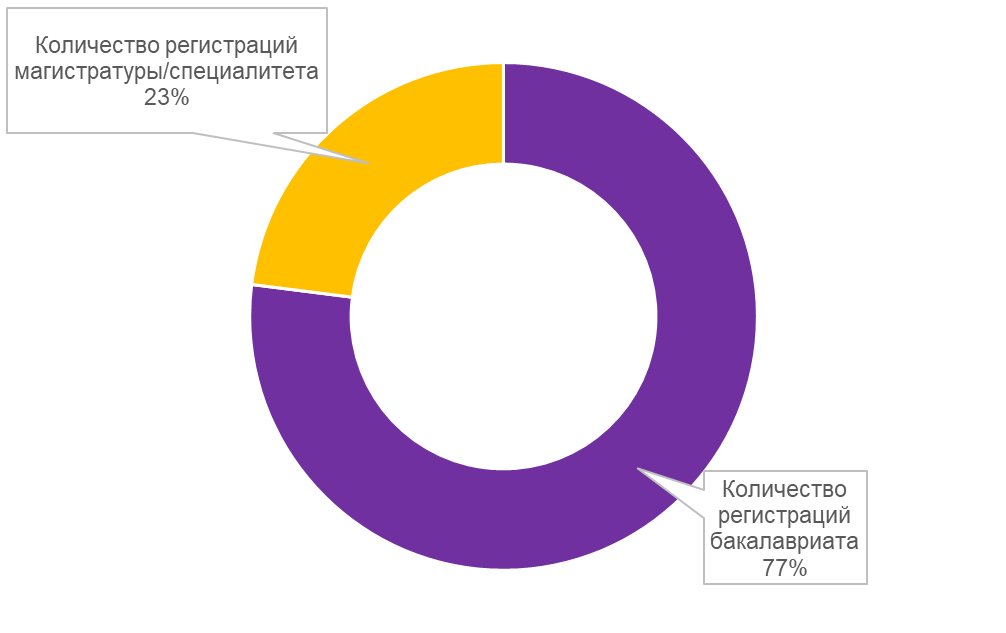 Количество регистраций
магистратуры/специалитета
23%
Количество
регистраций
бакалавриата
77%